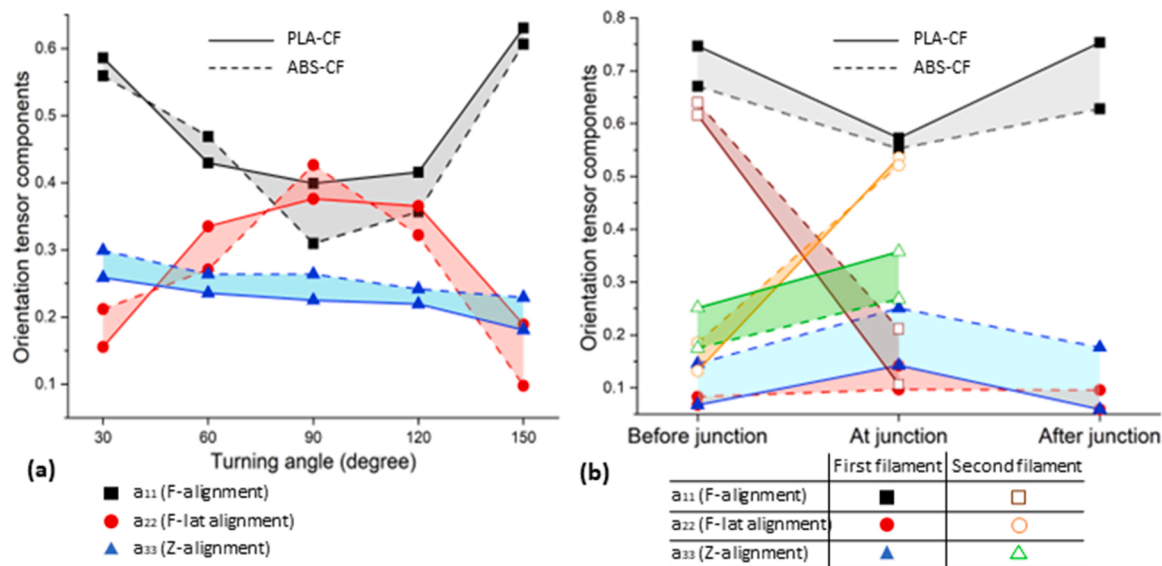 PLA-CF
ABS-CF
0.6
0.5
0.4
0.3
0.2
0.1
Orientation tensor components
30
60
90
120
150
Turning angle (degree)
(a)
a11 (F-alignment)
a22 (F-lat alignment)
a33 (Z-alignment)
PLA-CF
ABS-CF
0.8
0.7
0.6
0.5
0.4
0.3
0.2
0.1
Orientation tensor components
Before junction
At junction
After junction
(b)
First filament
Second filament
a11 (F-alignment)
a22 (F-lat alignment)
a33 (Z-alignment)